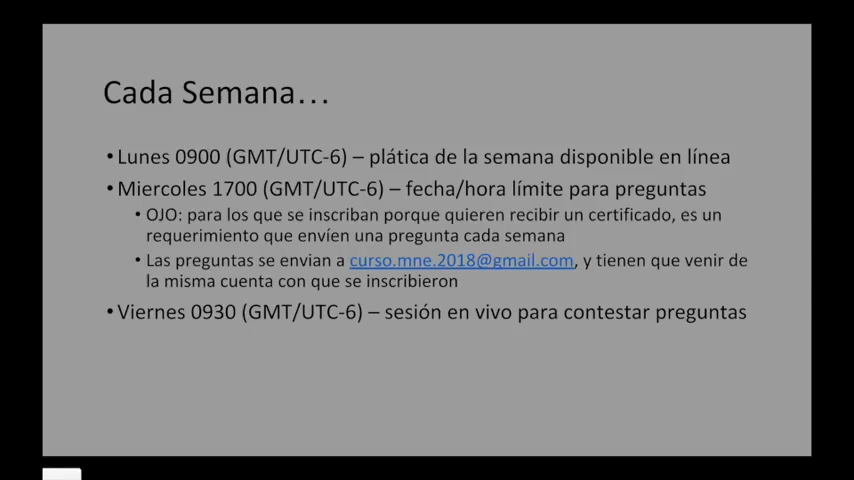 Cada Semana…
• Lunes 0900 (GMT/UTC-6) – plática de la semana disponible en línea
• Miercoles 1700 (GMT/UTC-6) – fecha/hora límite para preguntas
• OJO: para los que se inscriban porque quieren recibir un certificado, es un
requerimiento que envíen una pregunta cada semana
• Las preguntas se envian a curso.mne.2018@gmail.com, y tienen que venir de
la misma cuenta con que se inscribieron
• Viernes 0930 (GMT/UTC-6) – sesión en vivo para contestar preguntas